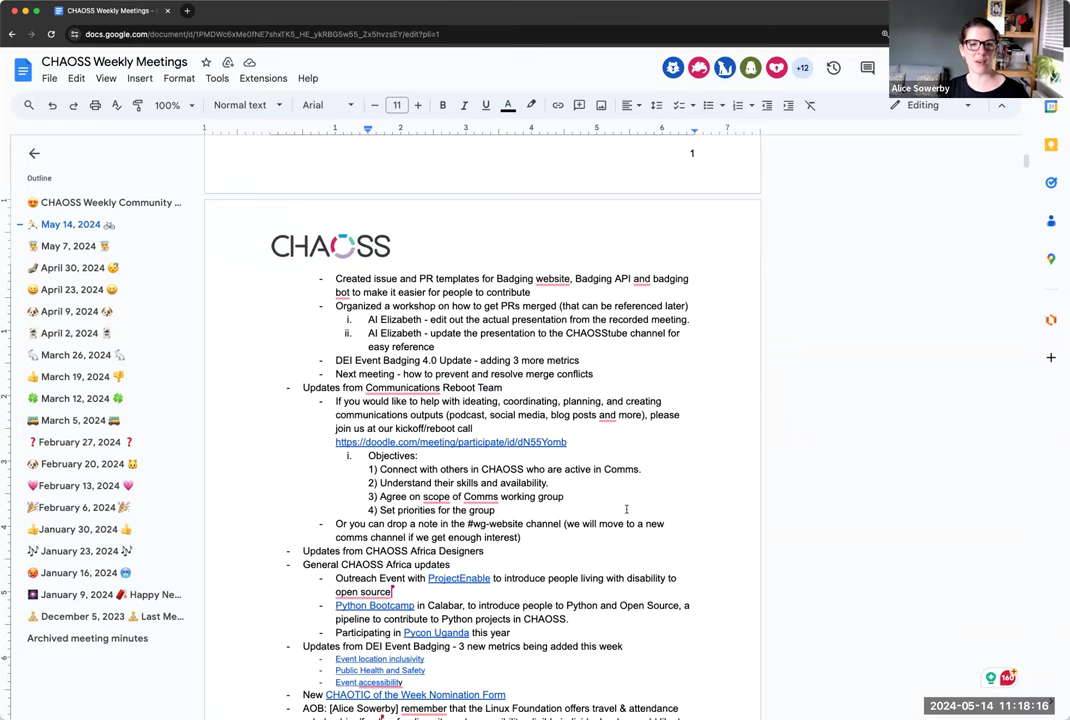 CHAOSS Weekly Meetings -
docs.google.com/document/d/1PMDWc6xMe0fNE7shxTK5_HE_ykRBG5w55_Zx5hvzsEY/edit?pli=1
CHAOSS Weekly Meetings
File Edit View Insert Format Tools Extensions Help
+12
Alice Sowerby
100% Normal text Arial 11 Editing
1 1 2 3 4 5 6 7
1
Outline
😍 CHAOSS Weekly Community ...
May 14, 2024
May 7, 2024
April 30, 2024
April 23, 2024
April 9, 2024
April 2, 2024
March 26, 2024
March 19, 2024
March 12, 2024
March 5, 2024
❓February 27, 2024 ❓
February 20, 2024
February 13, 2024
February 6, 2024
January 30, 2024
January 23, 2024
January 16, 2024
January 9, 2024 🧨 Happy Ne...
December 5, 2023 Last Me...
Archived meeting minutes
CHAOSS
- Created issue and PR templates for Badging website, Badging API and badging
bot to make it easier for people to contribute
- Organized a workshop on how to get PRs merged (that can be referenced later)
i. AI Elizabeth - edit out the actual presentation from the recorded meeting.
ii. AI Elizabeth - update the presentation to the CHAOSStube channel for
easy reference
- DEI Event Badging 4.0 Update - adding 3 more metrics
- Next meeting - how to prevent and resolve merge conflicts
- Updates from Communications Reboot Team
- If you would like to help with ideating, coordinating, planning, and creating
communications outputs (podcast, social media, blog posts and more), please
join us at our kickoff/reboot call
https://doodle.com/meeting/participate/id/dN55Yomb
i. Objectives:
1) Connect with others in CHAOSS who are active in Comms.
2) Understand their skills and availability.
3) Agree on scope of Comms working group
4) Set priorities for the group
- Or you can drop a note in the #wg-website channel (we will move to a new
comms channel if we get enough interest)
- Updates from CHAOSS Africa Designers
- General CHAOSS Africa updates
- Outreach Event with ProjectEnable to introduce people living with disability to
open source
- Python Bootcamp in Calabar, to introduce people to Python and Open Source, a
pipeline to contribute to Python projects in CHAOSS.
- Participating in Pycon Uganda this year
- Updates from DEI Event Badging - 3 new metrics being added this week
- Event location inclusivity
- Public Health and Safety
- Event accessibility
- New CHAOTIC of the Week Nomination Form
- AOB: [Alice Sowerby] remember that the Linux Foundation offers travel & attendance
160
2024-05-14 11:18:16